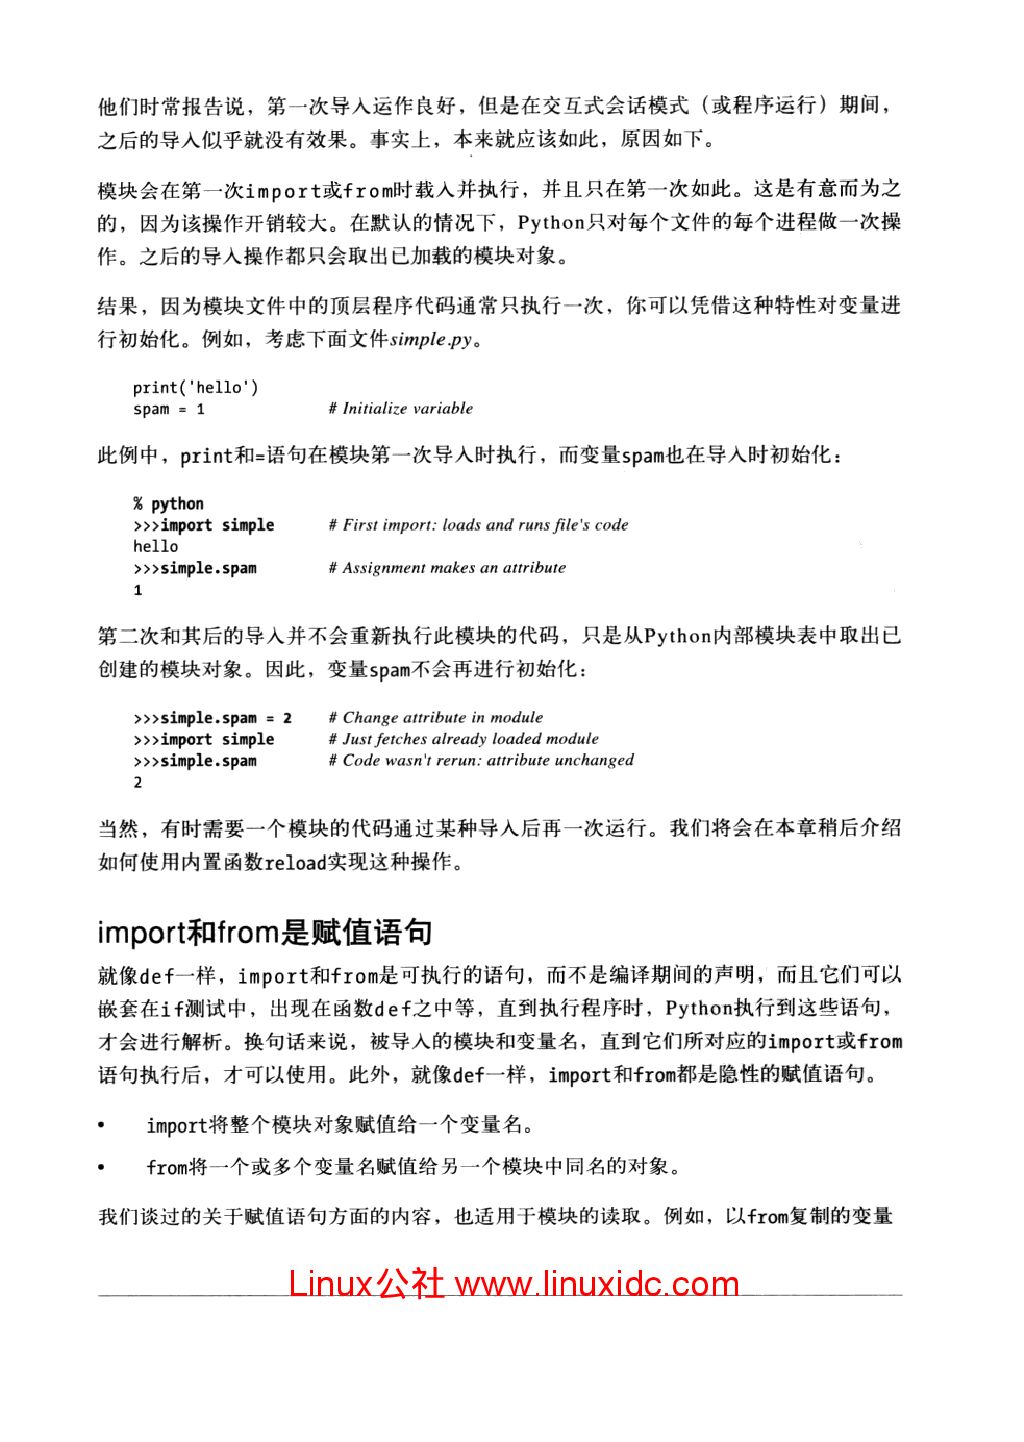 他们时常报告说，第一次导入运作良好，但是在交互式会话模式（或程序运行）期间，
之后的导入似乎就没有效果。事实上，本来就应该如此，原因如下。
模块会在第一次import或from时载入并执行，并且只在第一次如此。这是有意而为之
的，因为该操作开销较大。在默认的情况下，Python只对每个文件的每个进程做一次操
作。之后的导入操作都只会取出已加载的模块对象。
结果，因为模块文件中的顶层程序代码通常只执行一次，你可以凭借这种特性对变量进
行初始化。例如，考虑下面文件simple.py。
print('hello')
spam = 1 # Initialize variable
此例中，print和=语句在模块第一次导入时执行，而变量spam也在导入时初始化：
% python
>>>import simple # First import: loads and runs file's code
hello
>>>simple.spam # Assignment makes an attribute
1
第二次和其后的导入并不会重新执行此模块的代码，只是从Python内部模块表中取出已
创建的模块对象。因此，变量spam不会再进行初始化：
>>>simple.spam = 2 # Change attribute in module
>>>import simple # Just fetches already loaded module
>>>simple.spam # Code wasn't rerun: attribute unchanged
2
当然，有时需要一个模块的代码通过某种导入后再一次运行。我们将会在本章稍后介绍
如何使用内置函数reload实现这种操作。
import和from是赋值语句
就像def一样，import和from是可执行的语句，而不是编译期间的声明，而且它们可以
嵌套在if测试中，出现在函数def之中等，直到执行程序时，Python执行到这些语句，
才会进行解析。换句话来说，被导入的模块和变量名，直到它们所对应的import或from
语句执行后，才可以使用。此外，就像def一样，import和from都是隐性的赋值语句。
• import将整个模块对象赋值给一个变量名。
• from将一个或多个变量名赋值给另一个模块中同名的对象。
我们谈过的关于赋值语句方面的内容，也适用于模块的读取。例如，以from复制的变量
Linux公社 www.linuxidc.com